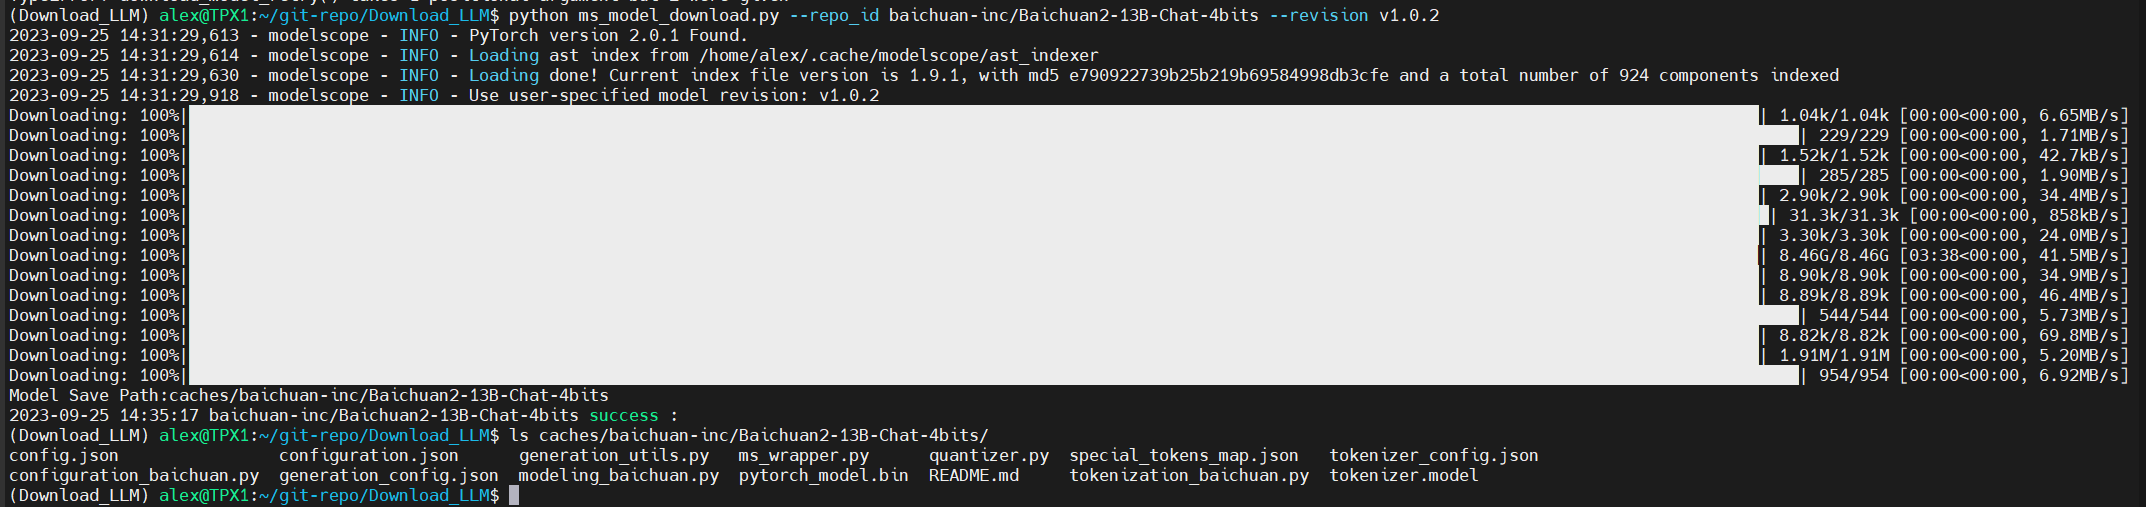 (Download_LLM) alex@TPX1:~/git-repo/Download_LLM$ python ms_model_download.py --repo_id baichuan-inc/Baichuan2-13B-Chat-4bits --revision v1.0.2
2023-09-25 14:31:29,613 - modelscope - INFO - PyTorch version 2.0.1 Found.
2023-09-25 14:31:29,614 - modelscope - INFO - Loading ast index from /home/alex/.cache/modelscope/ast_indexer
2023-09-25 14:31:29,630 - modelscope - INFO - Loading done! Current index file version is 1.9.1, with md5 e790922739b25b219b69584998db3cfe and a total number of 924 components indexed
2023-09-25 14:31:29,918 - modelscope - INFO - Use user-specified model revision: v1.0.2
Downloading: 100%| | 1.04k/1.04k [00:00<00:00, 6.65MB/s]
Downloading: 100%| | 229/229 [00:00<00:00, 1.71MB/s]
Downloading: 100%| | 1.52k/1.52k [00:00<00:00, 42.7kB/s]
Downloading: 100%| | 285/285 [00:00<00:00, 1.90MB/s]
Downloading: 100%| | 2.90k/2.90k [00:00<00:00, 34.4MB/s]
Downloading: 100%| | 31.3k/31.3k [00:00<00:00, 858kB/s]
Downloading: 100%| | 3.30k/3.30k [00:00<00:00, 24.0MB/s]
Downloading: 100%| | 8.46G/8.46G [03:38<00:00, 41.5MB/s]
Downloading: 100%| | 8.90k/8.90k [00:00<00:00, 34.9MB/s]
Downloading: 100%| | 8.89k/8.89k [00:00<00:00, 46.4MB/s]
Downloading: 100%| | 544/544 [00:00<00:00, 5.73MB/s]
Downloading: 100%| | 8.82k/8.82k [00:00<00:00, 69.8MB/s]
Downloading: 100%| | 1.91M/1.91M [00:00<00:00, 5.20MB/s]
Downloading: 100%| | 954/954 [00:00<00:00, 6.92MB/s]
Model Save Path:caches/baichuan-inc/Baichuan2-13B-Chat-4bits
2023-09-25 14:35:17 baichuan-inc/Baichuan2-13B-Chat-4bits success :
(Download_LLM) alex@TPX1:~/git-repo/Download_LLM$ ls caches/baichuan-inc/Baichuan2-13B-Chat-4bits/
config.json configuration.json generation_utils.py ms_wrapper.py quantizer.py special_tokens_map.json tokenizer_config.json
configuration_baichuan.py generation_config.json modeling_baichuan.py pytorch_model.bin README.md tokenization_baichuan.py tokenizer.model
(Download_LLM) alex@TPX1:~/git-repo/Download_LLM$